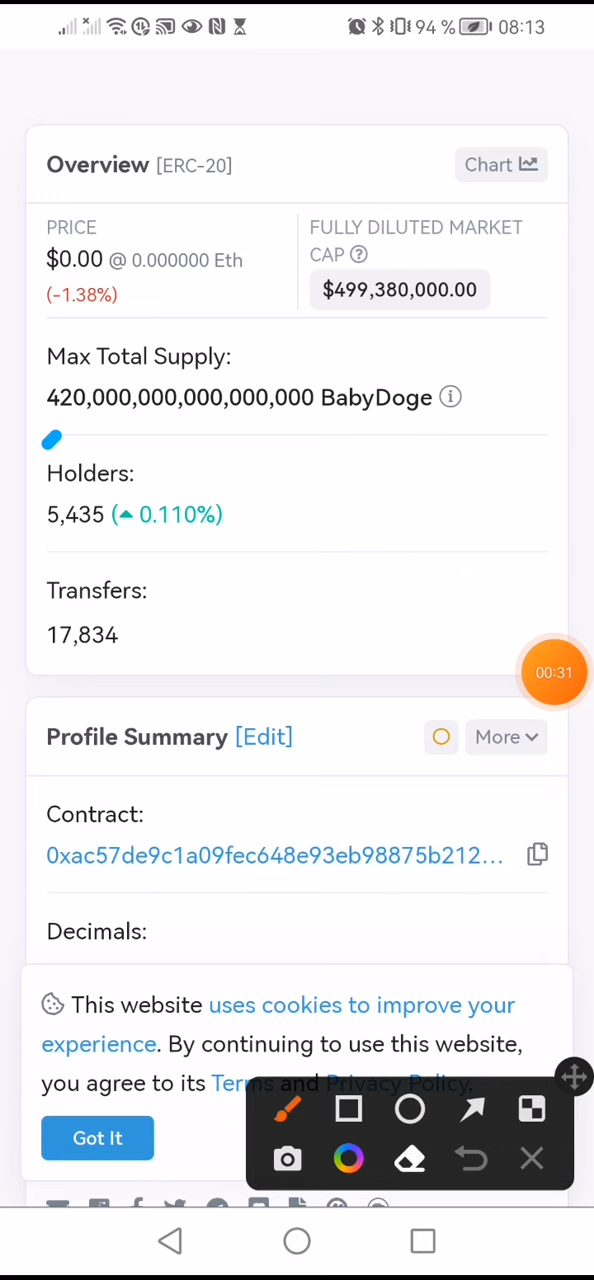 94 % 08:13
Overview [ERC-20]
Chart
PRICE
$0.00 @ 0.000000 Eth
(-1.38%)
FULLY DILUTED MARKET
CAP
$499,380,000.00
Max Total Supply:
420,000,000,000,000,000 BabyDoge
Holders:
5,435 (▲ 0.110%)
Transfers:
17,834
00:31
Profile Summary [Edit]
More
Contract:
0xac57de9c1a09fec648e93eb98875b212...
Decimals:
This website uses cookies to improve your
experience. By continuing to use this website,
you agree to its Terms and Privacy Policy.
Got It